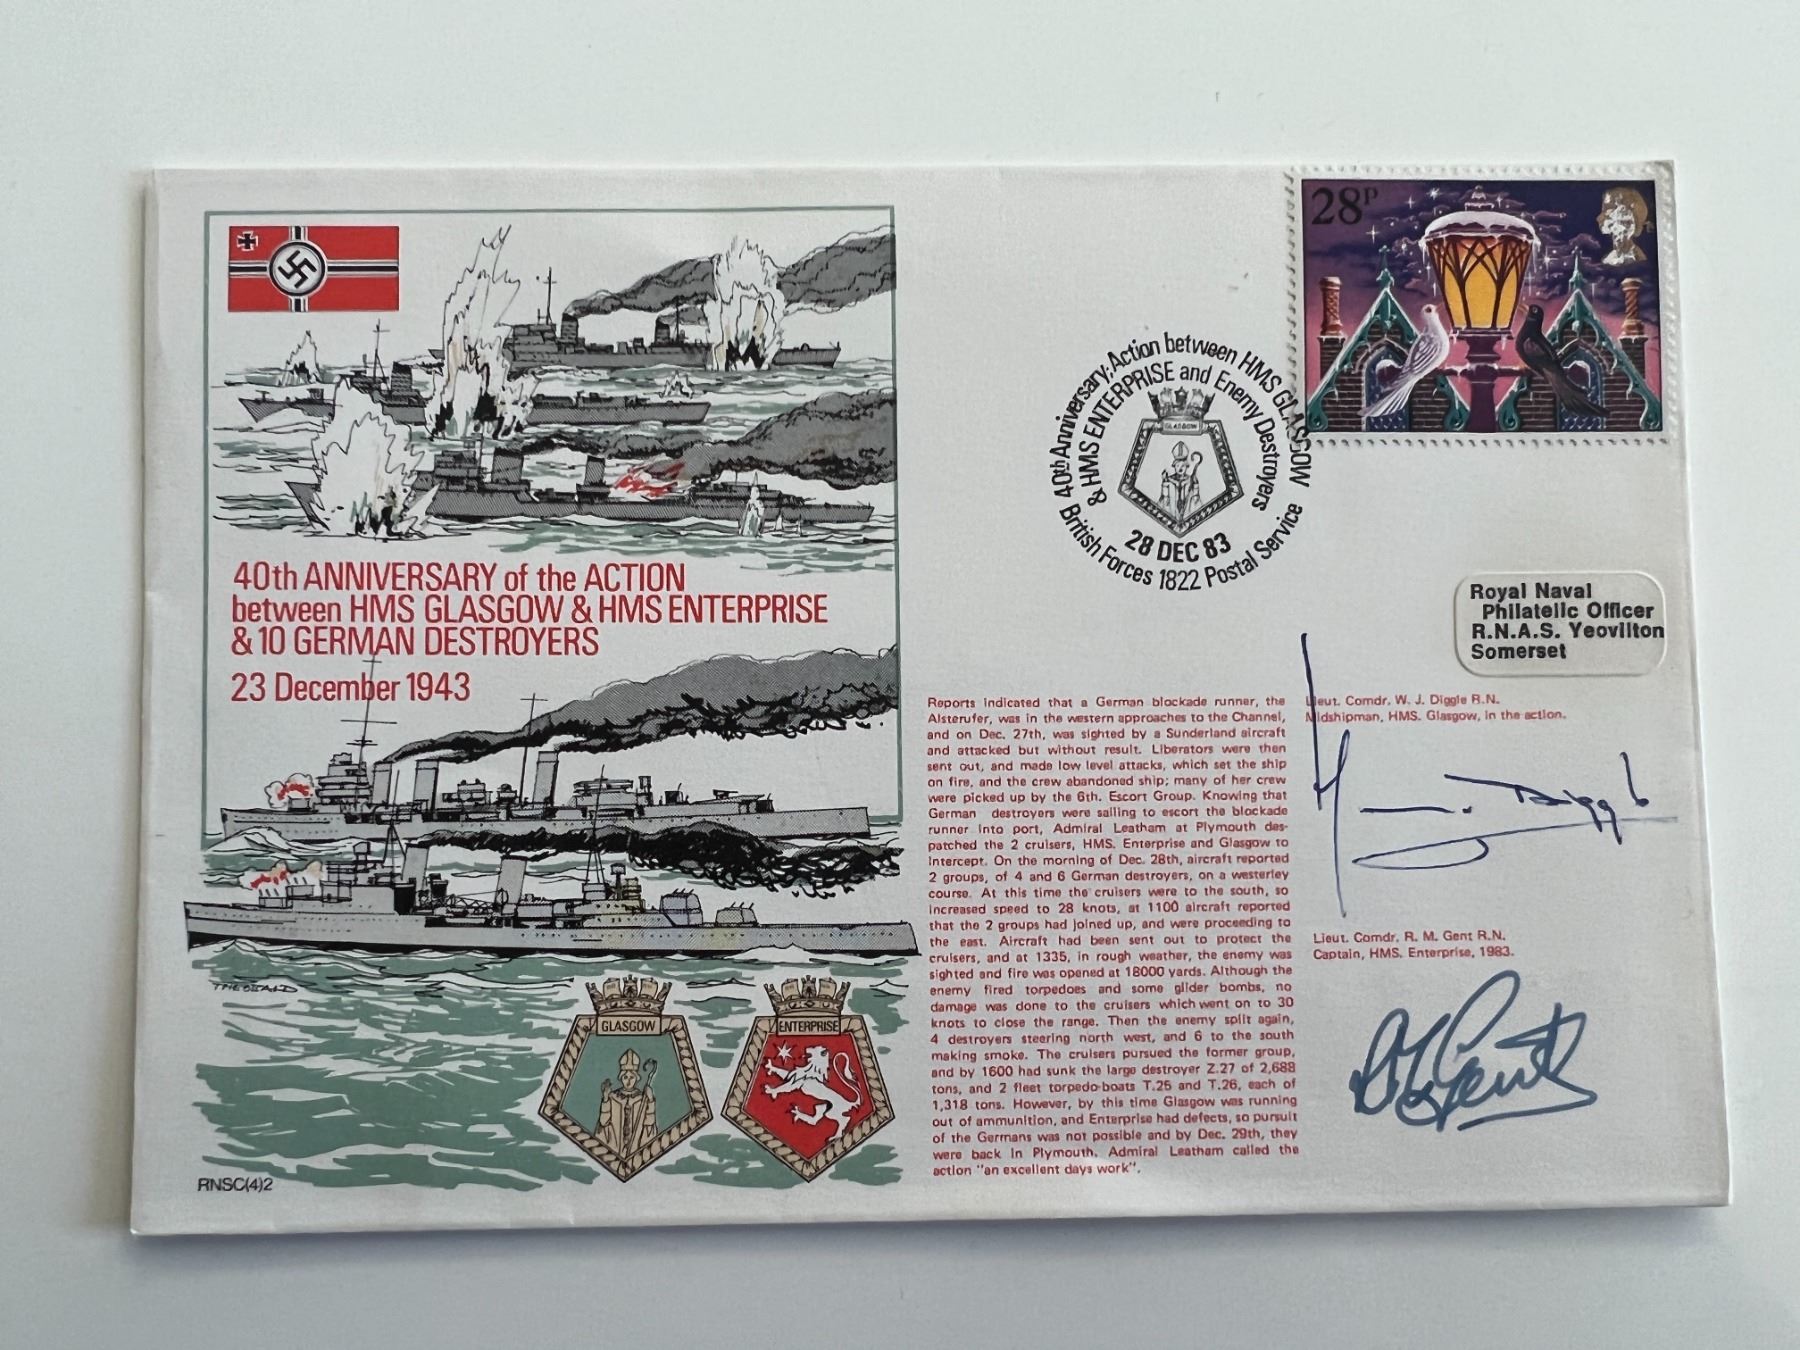 40th ANNIVERSARY of the ACTION
between HMS GLASGOW & HMS ENTERPRISE
& 10 GERMAN DESTROYERS
23 December 1943
GLASGOW
ENTERPRISE
RNSC(4)2
28P
40th Anniversary: Action between HMS GLASGOW
& HMS ENTERPRISE and Enemy Destroyers
GLASGOW
28 DEC 83
British Forces 1822 Postal Service
Royal Naval
Philatelic Officer
R.N.A.S. Yeovilton
Somerset
Reports indicated that a German blockade runner, the
Alsterufer, was in the western approaches to the Channel,
and on Dec. 27th, was sighted by a Sunderland aircraft
and attacked but without result. Liberators were then
sent out, and made low level attacks, which set the ship
on fire, and the crew abandoned ship; many of her crew
were picked up by the 6th. Escort Group. Knowing that
German destroyers were sailing to escort the blockade
runner into port, Admiral Leatham at Plymouth des-
patched the 2 cruisers, HMS. Enterprise and Glasgow to
intercept. On the morning of Dec. 28th, aircraft reported
2 groups, of 4 and 6 German destroyers, on a westerley
course. At this time the cruisers were to the south, so
increased speed to 28 knots, at 1100 aircraft reported
that the 2 groups had joined up, and were proceeding to
the east. Aircraft had been sent out to protect the
cruisers, and at 1335, in rough weather, the enemy was
sighted and fire was opened at 18000 yards. Although the
enemy fired torpedoes and some glider bombs, no
damage was done to the cruisers which went on to 30
knots to close the range. Then the enemy split again,
4 destroyers steering north west, and 6 to the south
making smoke. The cruisers pursued the former group,
and by 1600 had sunk the large destroyer Z.27 of 2,688
tons, and 2 fleet torpedo-boats T.25 and T.26, each of
1,318 tons. However, by this time Glasgow was running
out of ammunition, and Enterprise had defects, so pursuit
of the Germans was not possible and by Dec. 29th, they
were back in Plymouth. Admiral Leatham called the
action "an excellent days work".
Lieut. Comdr. W. J. Diggle R.N.
Midshipman, HMS. Glasgow, in the action.
Diggle
Lieut. Comdr. R. M. Gent R.N.
Captain, HMS. Enterprise, 1983.
Gent